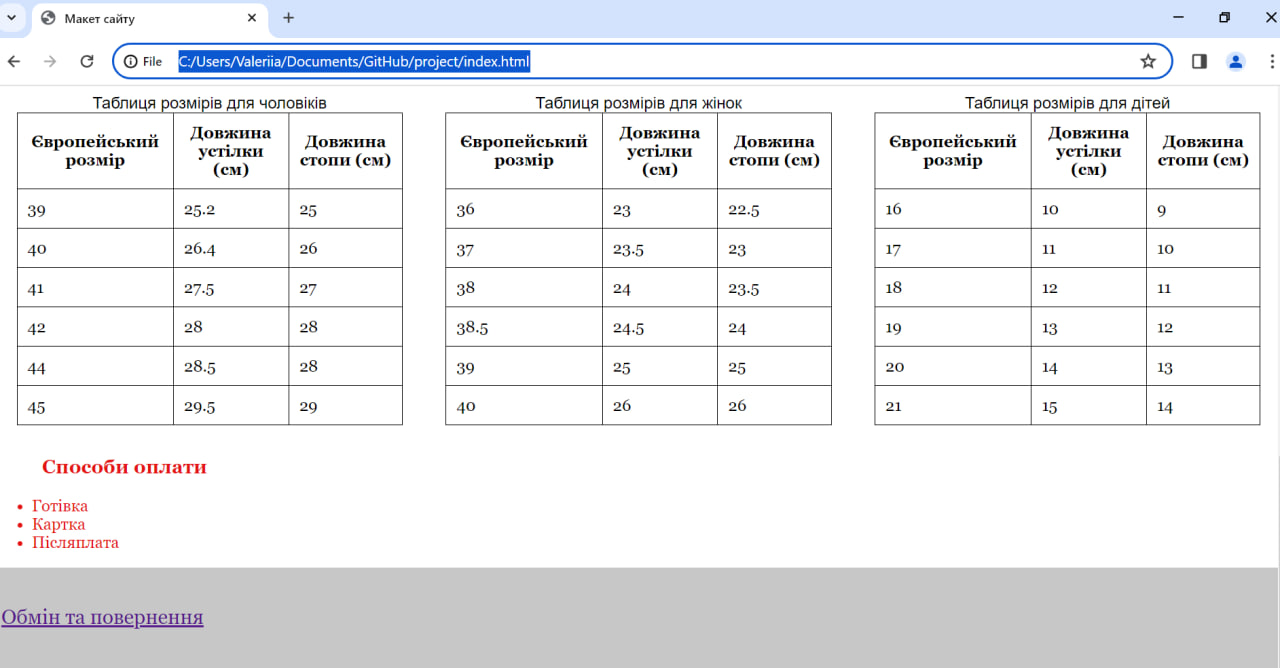 Макет сайту
File C:/Users/Valeriia/Documents/GitHub/project/index.html
Таблиця розмірів для чоловіків
Європейський розмір Довжина устілки (см) Довжина стопи (см)
39 25.2 25
40 26.4 26
41 27.5 27
42 28 28
44 28.5 28
45 29.5 29
Таблиця розмірів для жінок
Європейський розмір Довжина устілки (см) Довжина стопи (см)
36 23 22.5
37 23.5 23
38 24 23.5
38.5 24.5 24
39 25 25
40 26 26
Таблиця розмірів для дітей
Європейський розмір Довжина устілки (см) Довжина стопи (см)
16 10 9
17 11 10
18 12 11
19 13 12
20 14 13
21 15 14
Способи оплати
Готівка
Картка
Післяплата
Обмін та повернення